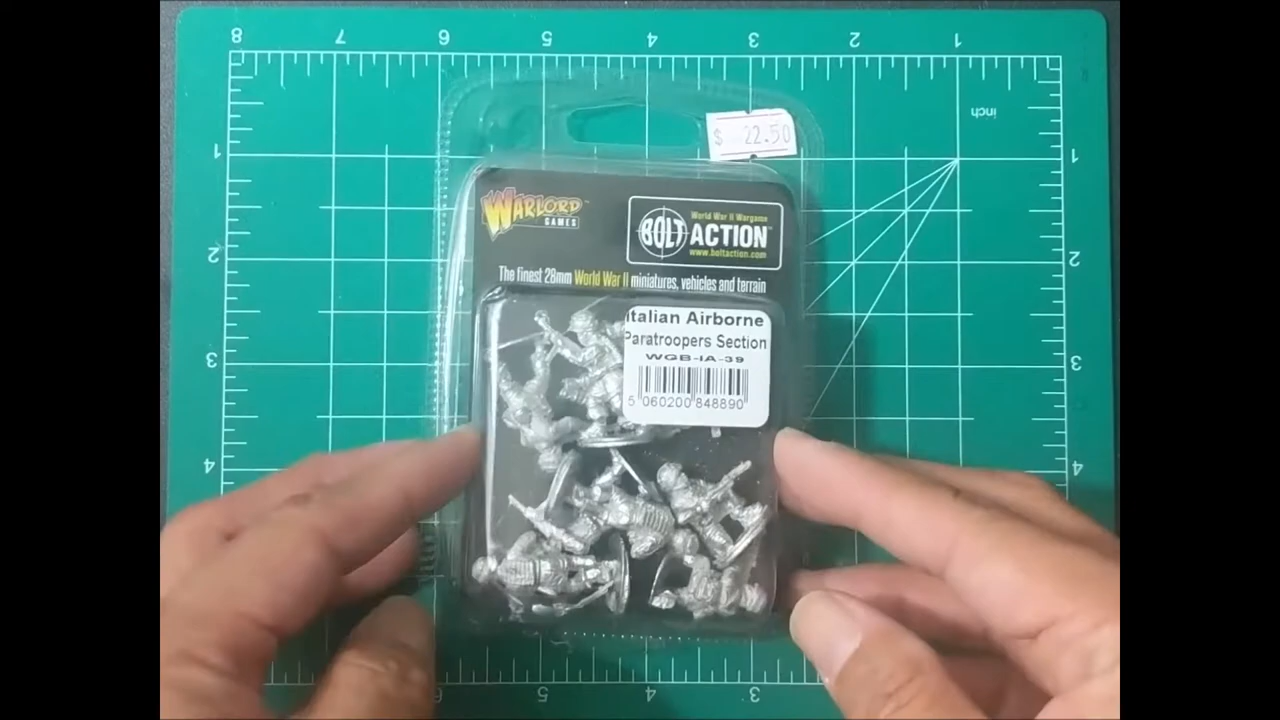 8 7 6 5 4 3 2 1
inch
$ 22.50
1 1
WARLORD
GAMES
World War II Wargame
BOLT ACTION
www.boltaction.com
2 2
The finest 28mm World War II miniatures, vehicles and terrain
Italian Airborne
Paratroopers Section
WGB-IA-39
3 3
5 060200 848890
4 4
6 5 4 3